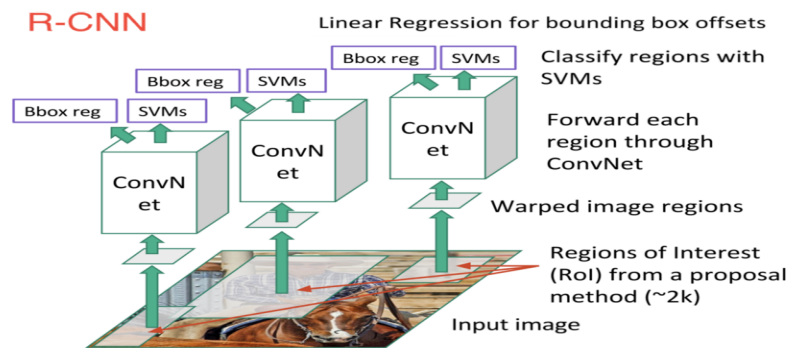 R-CNN
Linear Regression for bounding box offsets
Bbox reg
SVMs
Classify regions with
SVMs
Bbox reg
SVMs
Bbox reg
SVMs
ConvN
et
Forward each
region through
ConvNet
ConvN
et
ConvN
et
Warped image regions
Regions of Interest
(RoI) from a proposal
method (~2k)
Input image